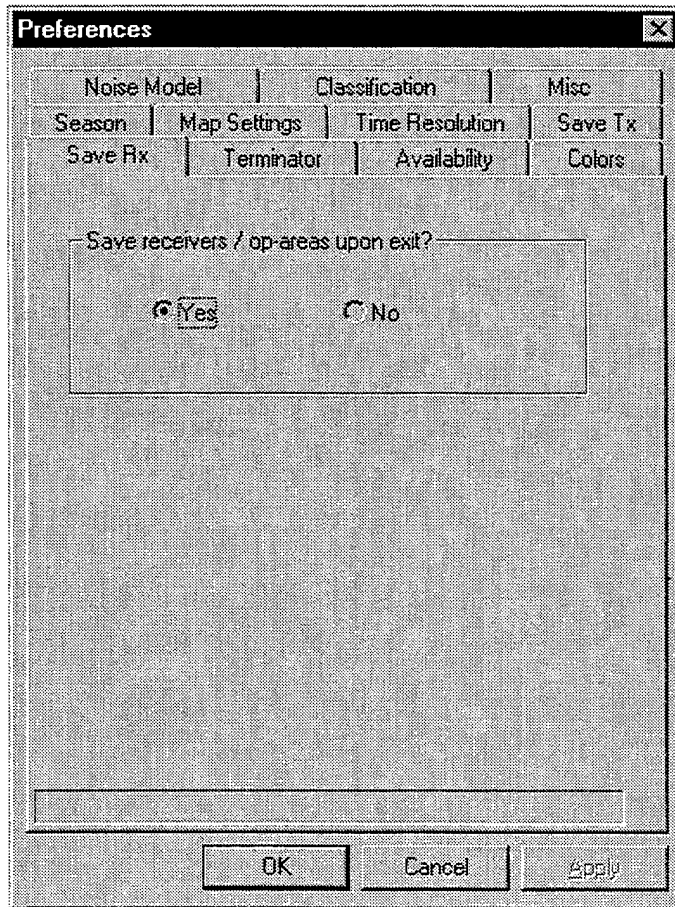 Preferences
Noise Model Classification Misc
Season Map Settings Time Resolution Save Tx
Save Rx Terminator Availability Colors
Save receivers / op-areas upon exit?
Yes No
OK Cancel Apply